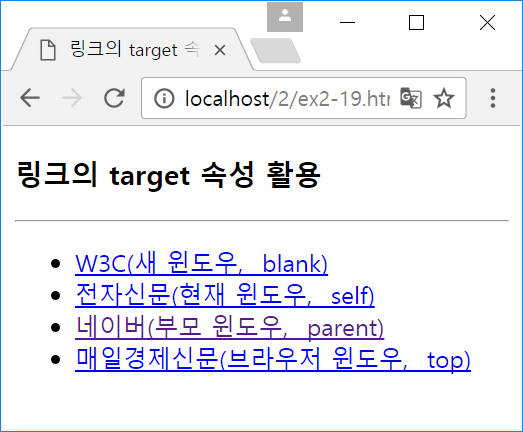 링크의 target 속
localhost/2/ex2-19.htm
링크의 target 속성 활용
W3C(새 윈도우, _blank)
전자신문(현재 윈도우, _self)
네이버(부모 윈도우, _parent)
매일경제신문(브라우저 윈도우, _top)